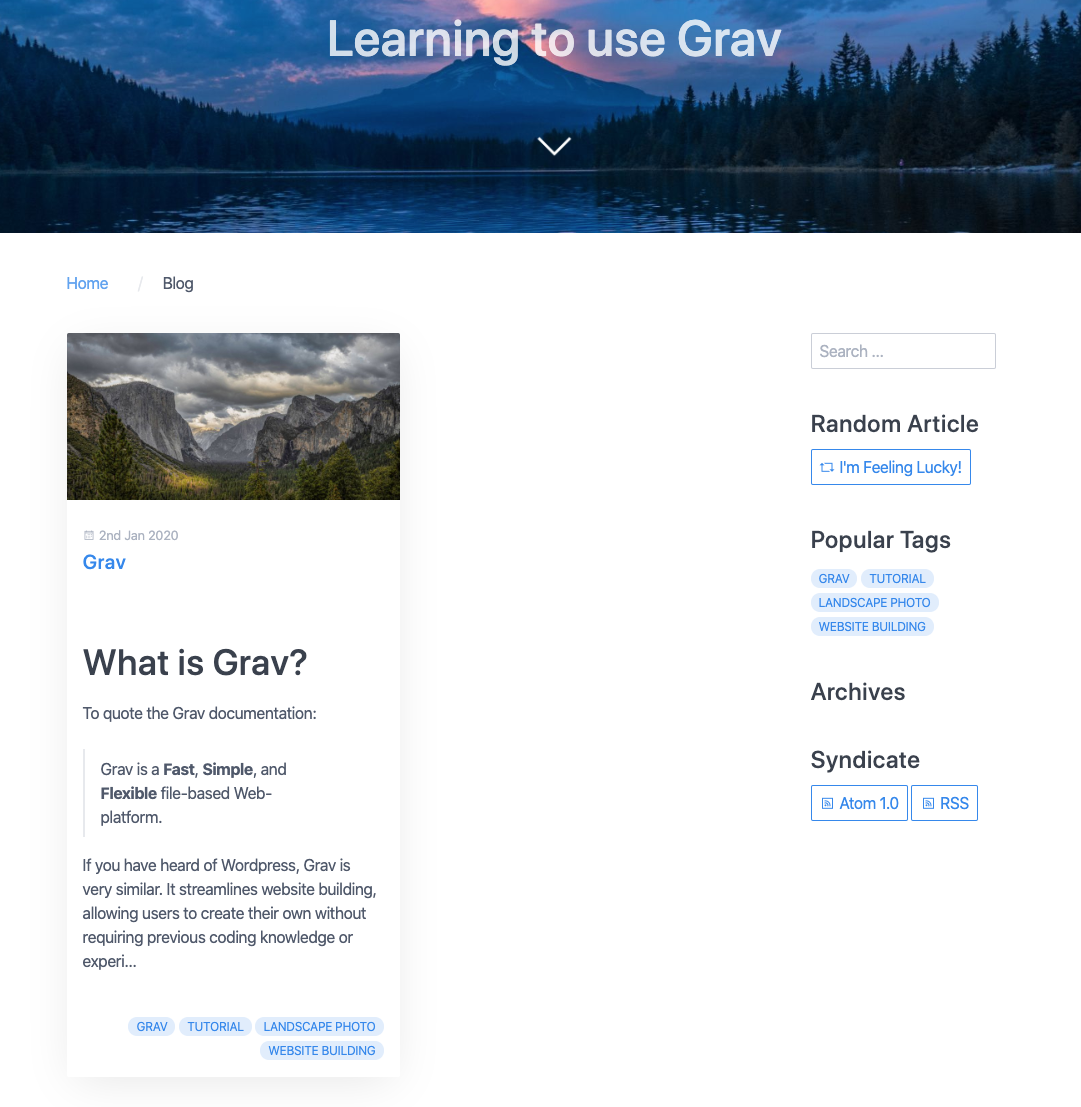 Learning to use Grav
Home / Blog
2nd Jan 2020
Grav
What is Grav?
To quote the Grav documentation:
Grav is a Fast, Simple, and
Flexible file-based Web-
platform.
If you have heard of Wordpress, Grav is
very similar. It streamlines website building,
allowing users to create their own without
requiring previous coding knowledge or
experi...
GRAV TUTORIAL LANDSCAPE PHOTO
WEBSITE BUILDING
Search ...
Random Article
I'm Feeling Lucky!
Popular Tags
GRAV TUTORIAL
LANDSCAPE PHOTO
WEBSITE BUILDING
Archives
Syndicate
Atom 1.0 RSS